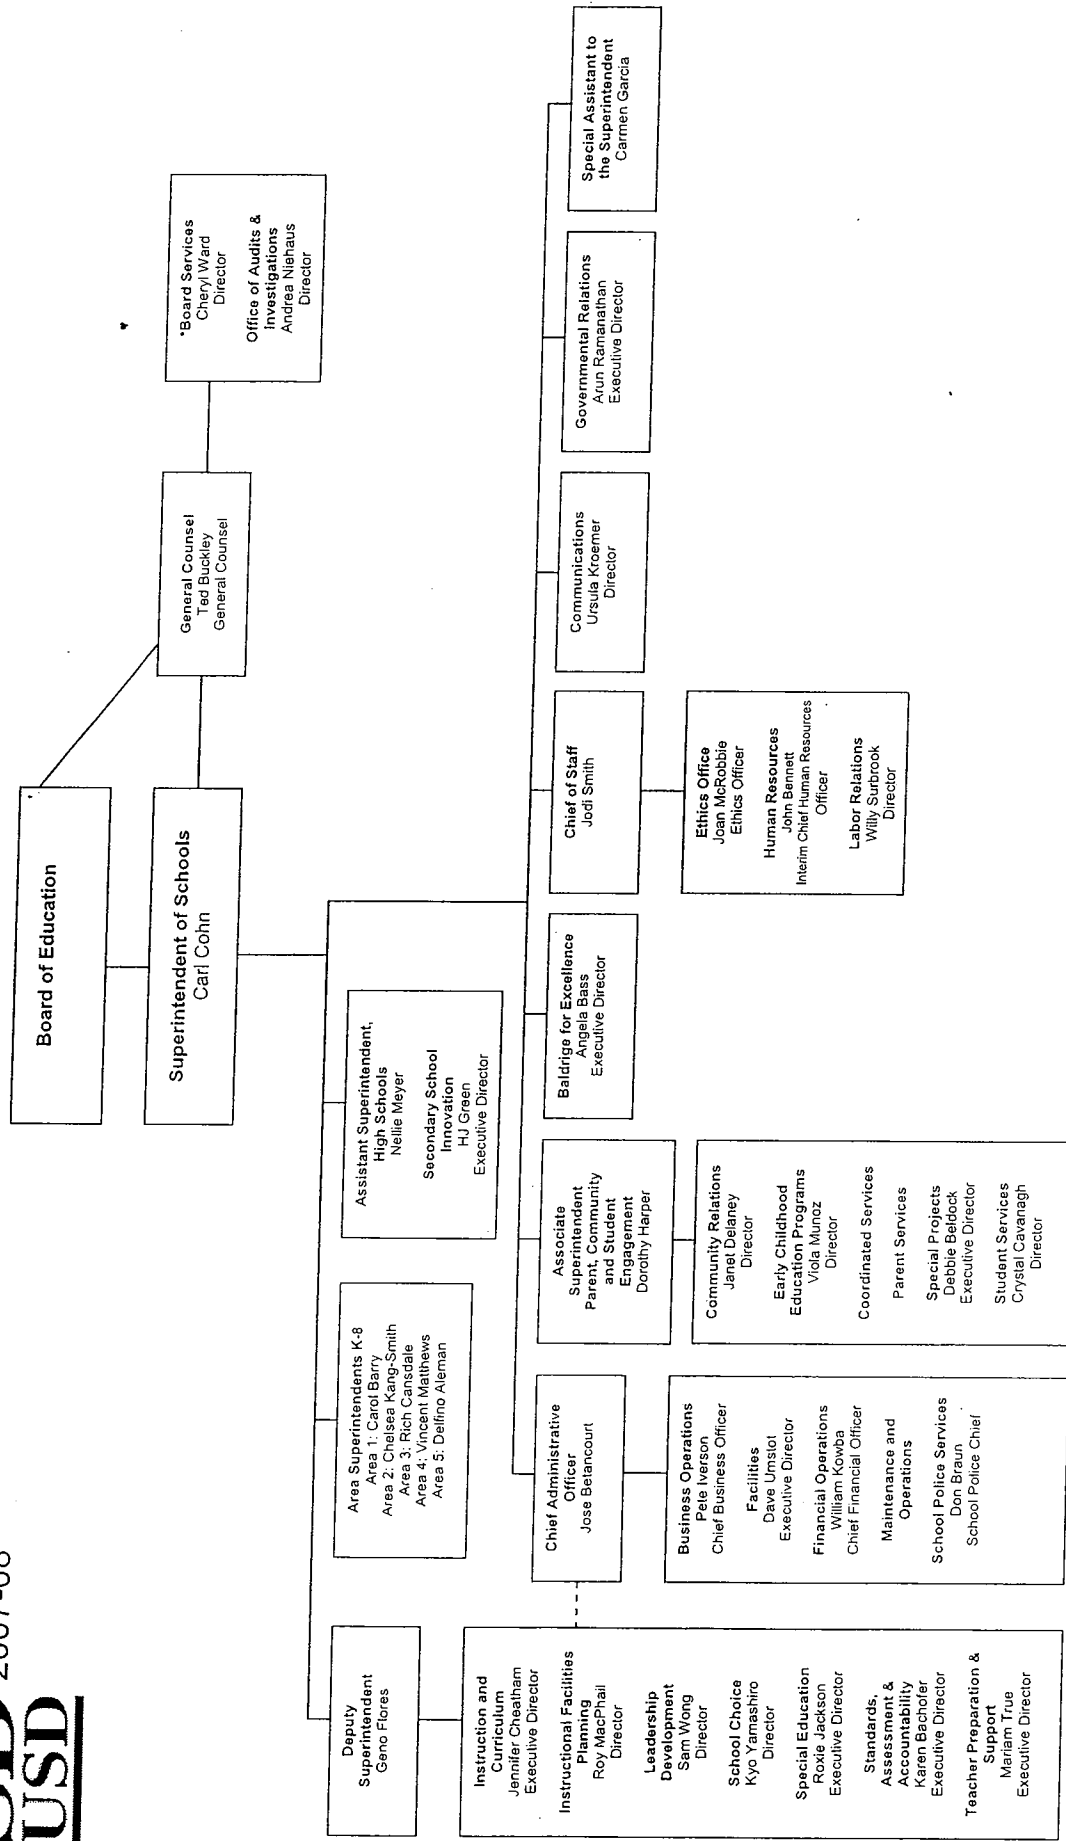 2007-08
USD
Board of Education
Superintendent of Schools
Carl Cohn
General Counsel
Ted Buckley
General Counsel
*Board Services
Cheryl Ward
Director
Office of Audits &
Investigations
Andrea Niehaus
Director
Deputy
Superintendent
Geno Flores
Area Superintendents K-8
Area 1: Carol Barry
Area 2: Chelsea Kang-Smith
Area 3: Rich Cansdale
Area 4: Vincent Matthews
Area 5: Delfino Aleman
Assistant Superintendent,
High Schools
Nellie Meyer
Secondary School
Innovation
HJ Green
Executive Director
Instruction and
Curriculum
Jennifer Cheatham
Executive Director
Instructional Facilities
Planning
Roy MacPhail
Director
Leadership
Development
Sam Wong
Director
School Choice
Kyo Yamashiro
Director
Special Education
Roxie Jackson
Executive Director
Standards,
Assessment &
Accountability
Karen Bachofer
Executive Director
Teacher Preparation &
Support
Mariam True
Executive Director
Chief Administrative
Officer
Jose Betancourt
Business Operations
Pete Iverson
Chief Business Officer
Facilities
Dave Umstot
Executive Director
Financial Operations
William Kowba
Chief Financial Officer
Maintenance and
Operations
School Police Services
Don Braun
School Police Chief
Associate
Superintendent
Parent, Community
and Student
Engagement
Dorothy Harper
Community Relations
Janet Delaney
Director
Early Childhood
Education Programs
Viola Munoz
Director
Coordinated Services
Parent Services
Special Projects
Debbie Beldock
Executive Director
Student Services
Crystal Cavanagh
Director
Baldrige for Excellence
Angela Bass
Executive Director
Chief of Staff
Jodi Smith
Ethics Office
Joan McRobbie
Ethics Officer
Human Resources
John Bennett
Interim Chief Human Resources
Officer
Labor Relations
Willy Surbrook
Director
Communications
Ursula Kroemer
Director
Governmental Relations
Arun Ramanathan
Executive Director
Special Assistant to
the Superintendent
Carmen Garcia